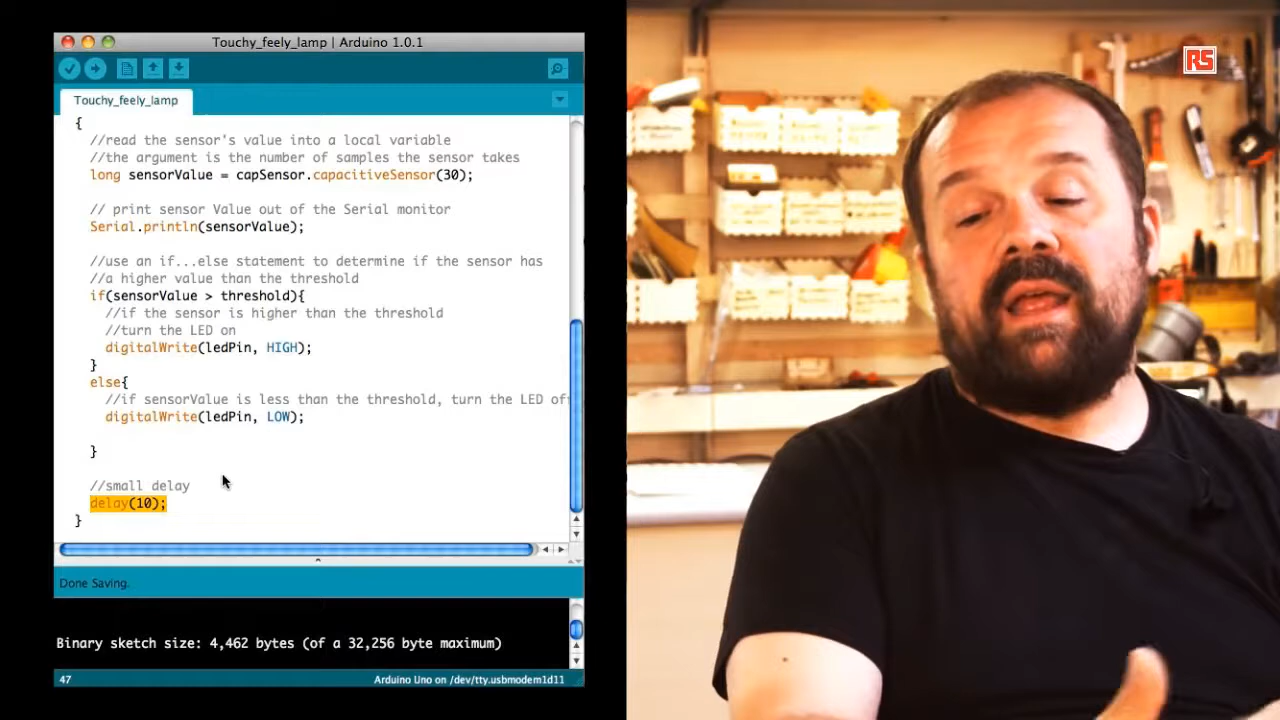 Touchy_feely_lamp | Arduino 1.0.1
RS
Touchy_feely_lamp
{
//read the sensor's value into a local variable
//the argument is the number of samples the sensor takes
long sensorValue = capSensor.capacitiveSensor(30);
// print sensor Value out of the Serial monitor
Serial.println(sensorValue);
//use an if...else statement to determine if the sensor has
//a higher value than the threshold
if(sensorValue > threshold){
//if the sensor is higher than the threshold
//turn the LED on
digitalWrite(ledPin, HIGH);
}
else{
//if sensorValue is less than the threshold, turn the LED of
digitalWrite(ledPin, LOW);
}
//small delay
delay(10);
}
Done Saving.
Binary sketch size: 4,462 bytes (of a 32,256 byte maximum)
47
Arduino Uno on /dev/tty.usbmodem1d11